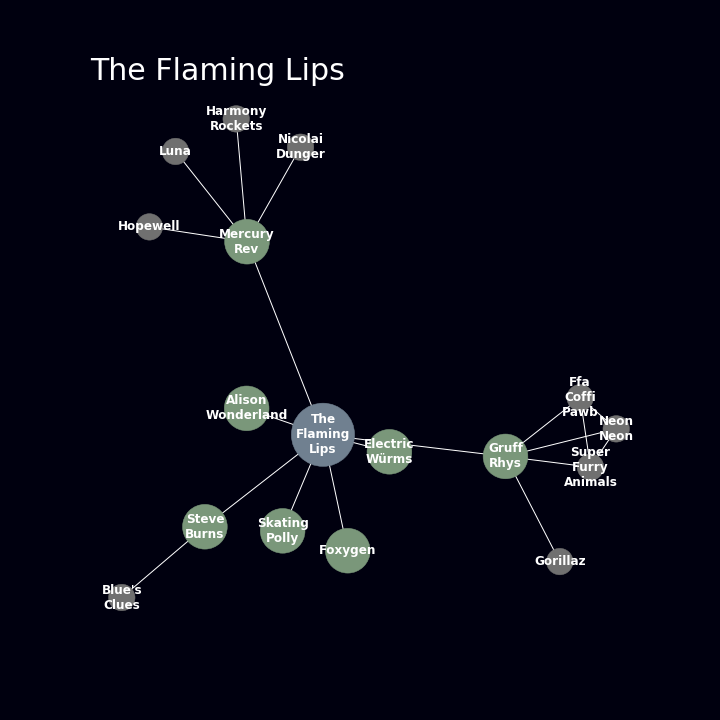 The Flaming Lips
Harmony
Rockets
Nicolai
Dunger
Luna
Hopewell
Mercury
Rev
Alison
Wonderland
The
Flaming
Lips
Electric
Würms
Gruff
Rhys
Ffa
Coffi
Pawb
Neon
Neon
Super
Furry
Animals
Steve
Burns
Skating
Polly
Foxygen
Gorillaz
Blue's
Clues